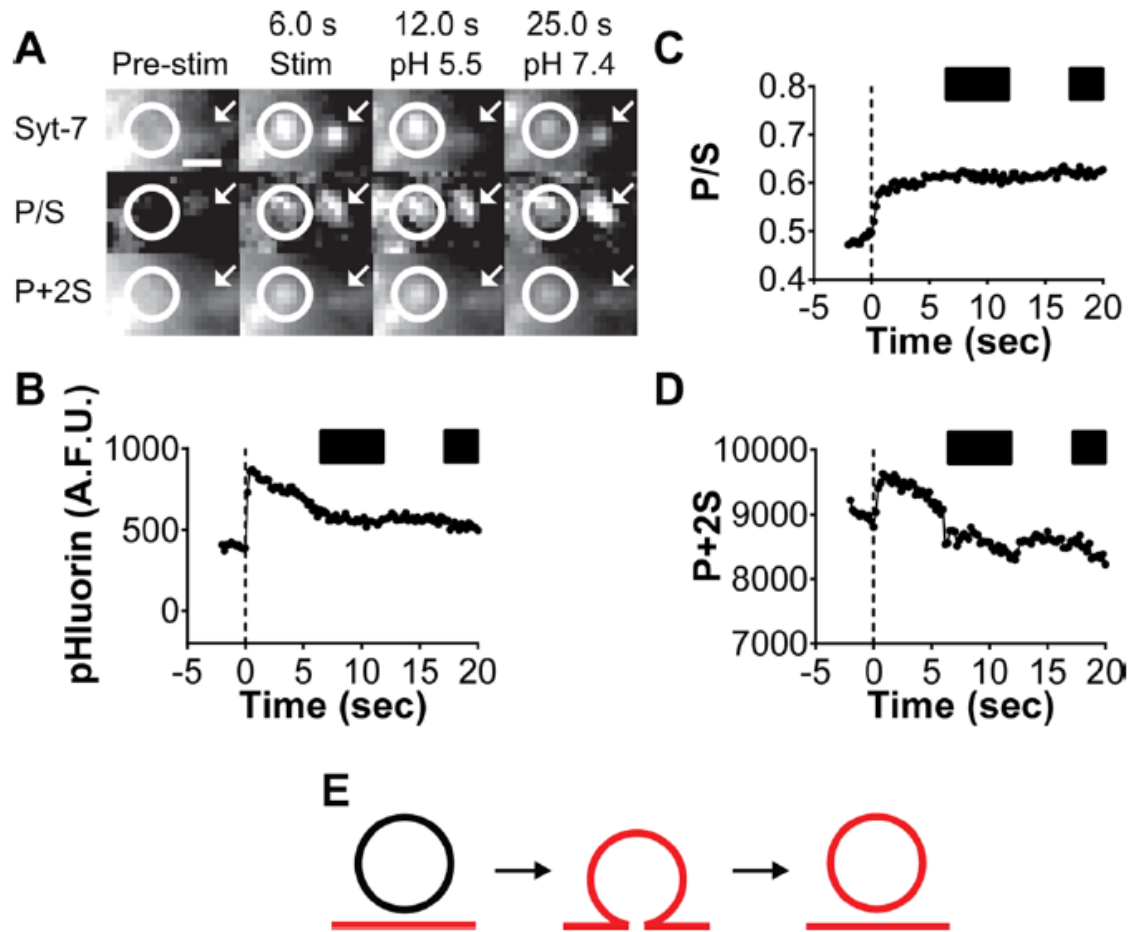 A
6.0 s 12.0 s 25.0 s
Pre-stim Stim pH 5.5 pH 7.4
Syt-7
P/S
P+2S
B
pHluorin (A.F.U.)
1000
500
0
-5 0 5 10 15 20
Time (sec)
C
P/S
0.8
0.7
0.6
0.5
0.4
-5 0 5 10 15 20
Time (sec)
D
P+2S
10000
9000
8000
7000
-5 0 5 10 15 20
Time (sec)
E